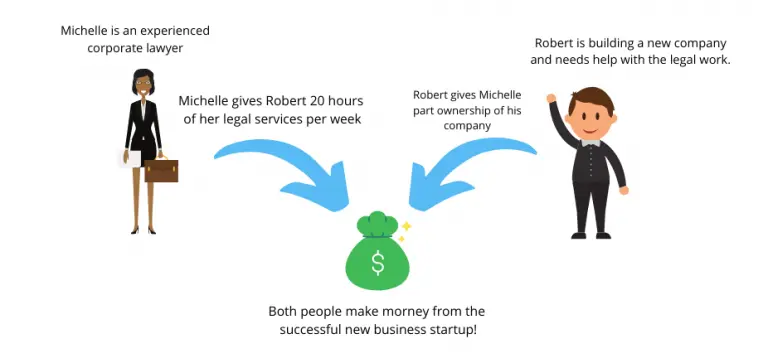 Michelle is an experienced
corporate lawyer
Robert is building a new company
and needs help with the legal work.
Michelle gives Robert 20 hours
of her legal services per week
Robert gives Michelle
part ownership of his
company
$
Both people make morney from the
successful new business startup!